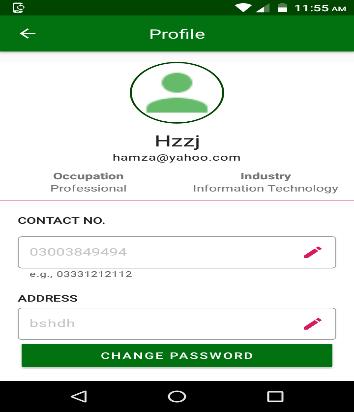 11:55 AM
Profile
Hzzj
hamza@yahoo.com
Occupation Industry
Professional Information Technology
CONTACT NO.
03003849494
e.g., 03331212112
ADDRESS
bshdh
CHANGE PASSWORD